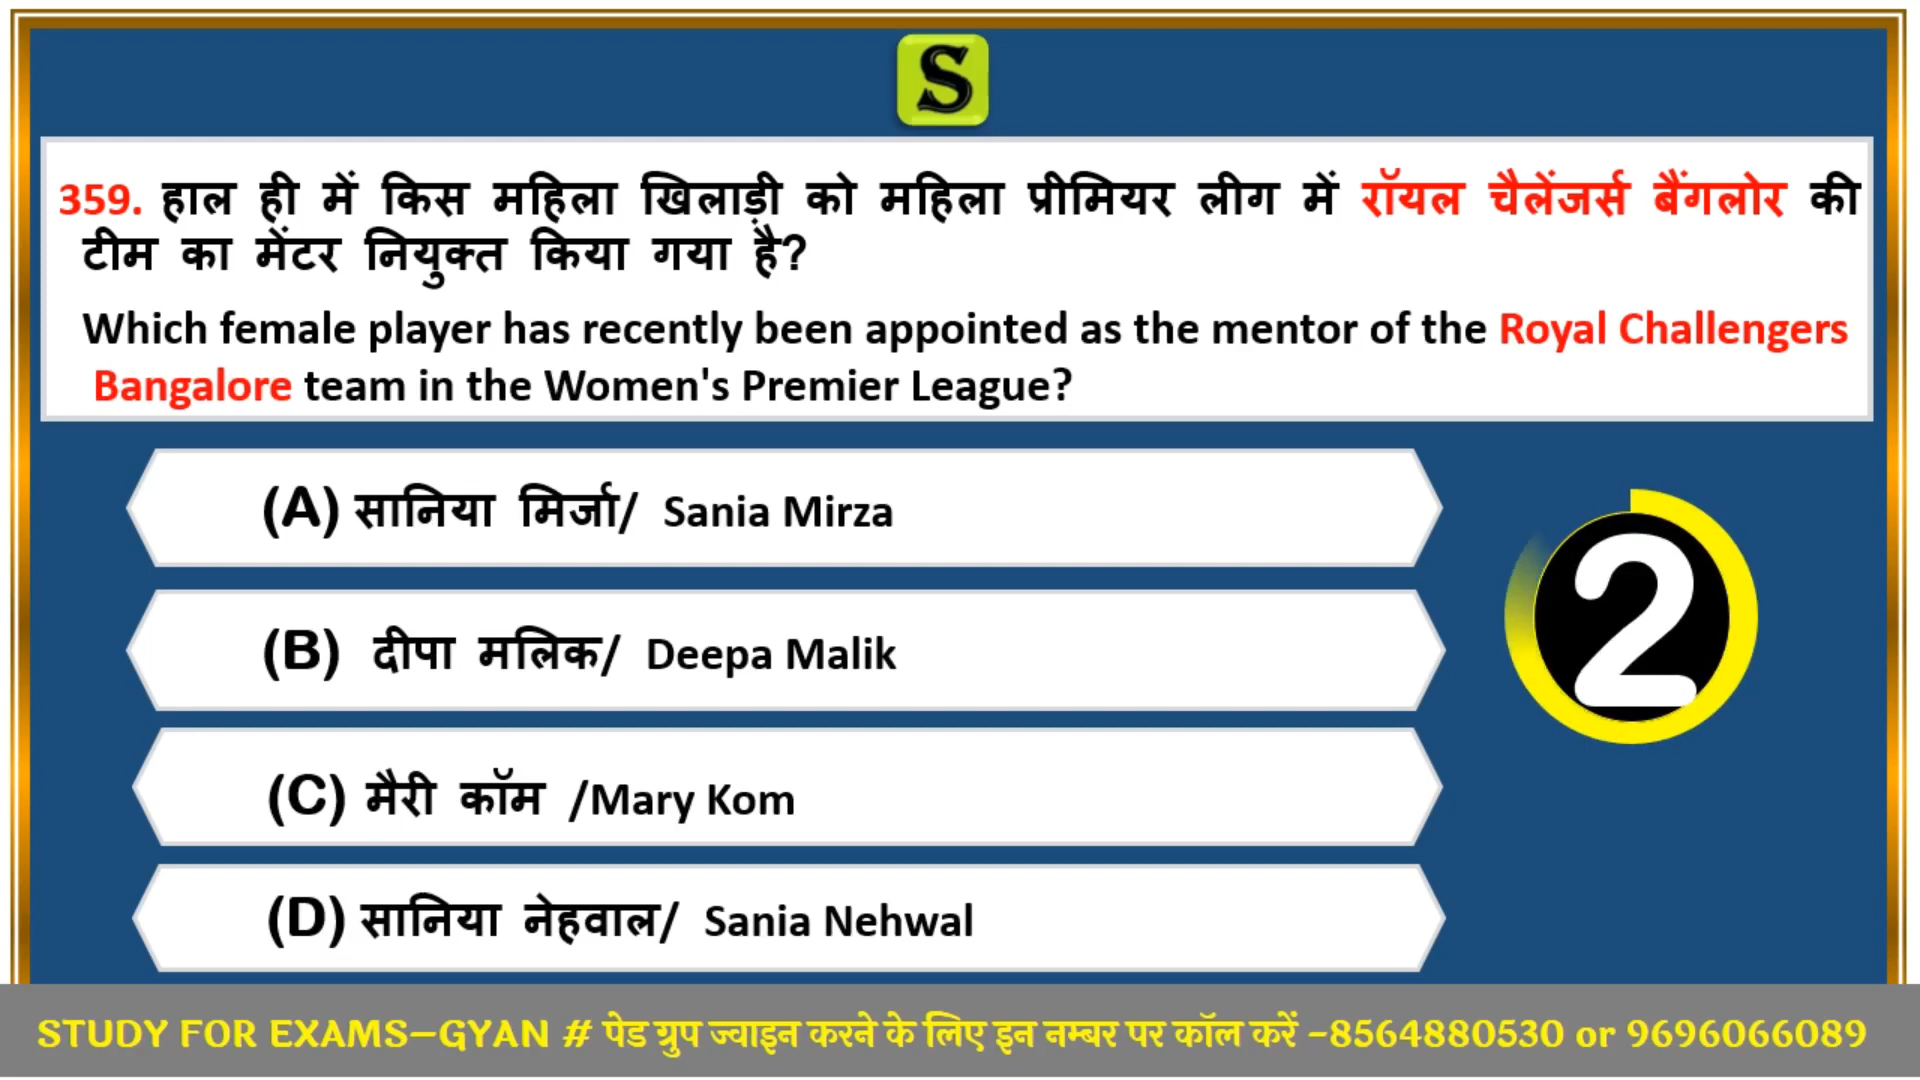 S
359. हाल ही में किस महिला खिलाड़ी को महिला प्रीमियर लीग में रॉयल चैलेंजर्स बैंगलोर की
टीम का मेंटर नियुक्त किया गया है?
Which female player has recently been appointed as the mentor of the Royal Challengers
Bangalore team in the Women's Premier League?
(A) सानिया मिर्जा/ Sania Mirza
(B) दीपा मलिक/ Deepa Malik
2
(C) मैरी कॉम /Mary Kom
(D) सानिया नेहवाल/ Sania Nehwal
STUDY FOR EXAMS–GYAN # पेड ग्रुप ज्वाइन करने के लिए इन नम्बर पर कॉल करें -8564880530 or 9696066089